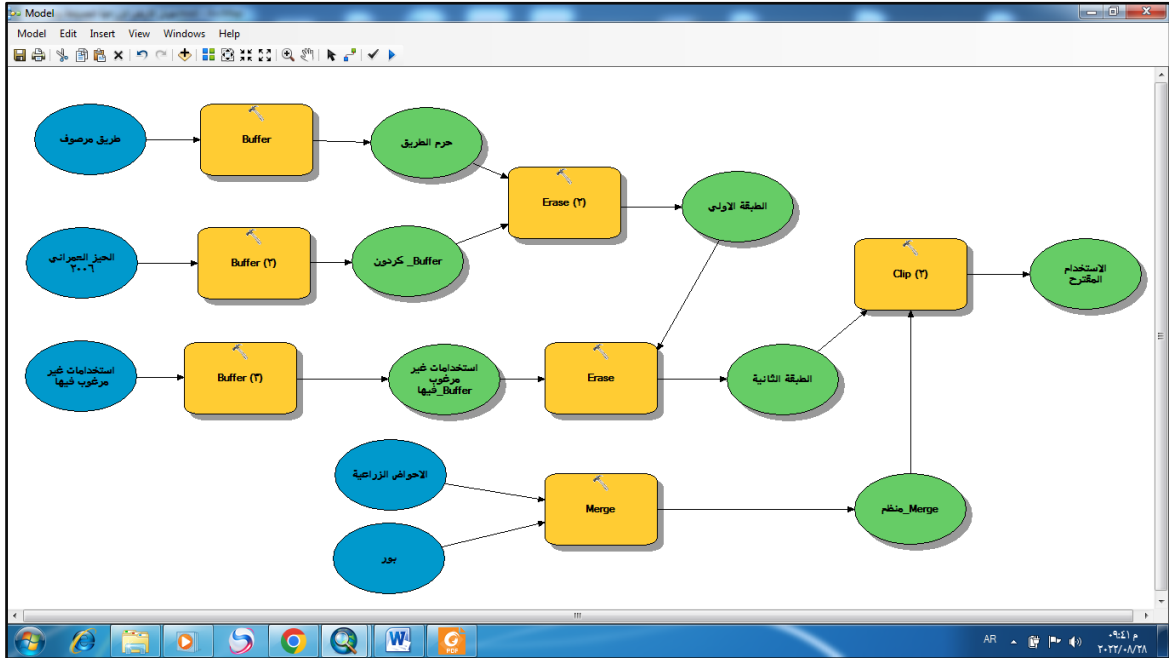 Model
Model Edit Insert View Windows Help
طريق مرصوف
Buffer
حرم الطريق
Erase (٢)
الطبقة الاولى
الحيز العمرانى
٢٠٠٦
Buffer (٢)
كردون _Buffer
Clip (٢)
الاستخدام
المقترح
استخدامات غير
مرغوب فيها
Buffer (٣)
استخدامات غير
مرغوب
فيها_Buffer
Erase
الطبقة الثانية
الاحواض الزراعية
Merge
منظم_Merge
بور
AR
٠٩:٤١ م
٢٠٢٢/٠٨/٢٨